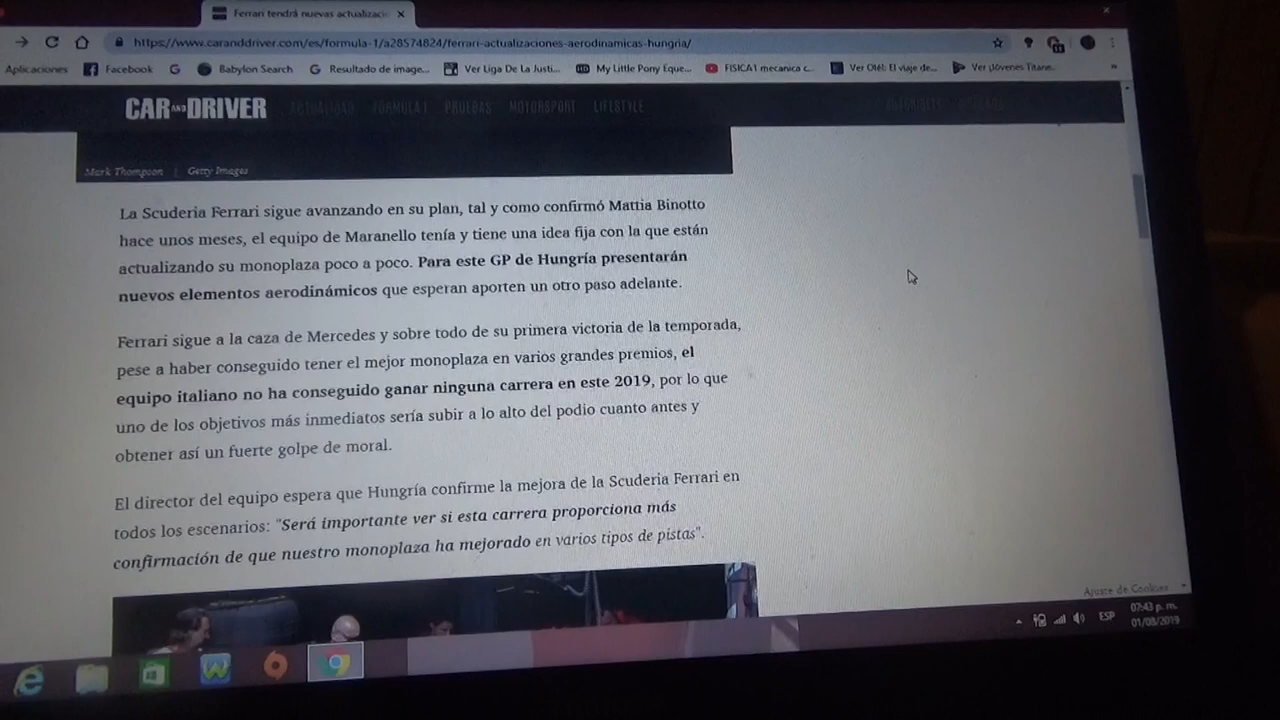 Ferrari tendrá nuevas actualizaci
https://www.caranddriver.com/es/formula-1/a28574824/ferrari-actualizaciones-aerodinamicas-hungria/
Aplicaciones Facebook Babylon Search Resultado de image... Ver Liga De La Justi... My Little Pony Eque... FISICA1 mecanica c... Ver Olé!: El viaje de... Ver ¡Jóvenes Titane...
CAR AND DRIVER ACTUALIDAD FORMULA 1 PRUEBAS MOTORSPORT LIFESTYLE
Mark Thompson | Getty Images
La Scuderia Ferrari sigue avanzando en su plan, tal y como confirmó Mattia Binotto
hace unos meses, el equipo de Maranello tenía y tiene una idea fija con la que están
actualizando su monoplaza poco a poco. Para este GP de Hungría presentarán
nuevos elementos aerodinámicos que esperan aporten un otro paso adelante.
Ferrari sigue a la caza de Mercedes y sobre todo de su primera victoria de la temporada,
pese a haber conseguido tener el mejor monoplaza en varios grandes premios, el
equipo italiano no ha conseguido ganar ninguna carrera en este 2019, por lo que
uno de los objetivos más inmediatos sería subir a lo alto del podio cuanto antes y
obtener así un fuerte golpe de moral.
El director del equipo espera que Hungría confirme la mejora de la Scuderia Ferrari en
todos los escenarios: "Será importante ver si esta carrera proporciona más
confirmación de que nuestro monoplaza ha mejorado en varios tipos de pistas".
Ajuste de Cookies
ESP
07:43 p. m.
01/08/2019